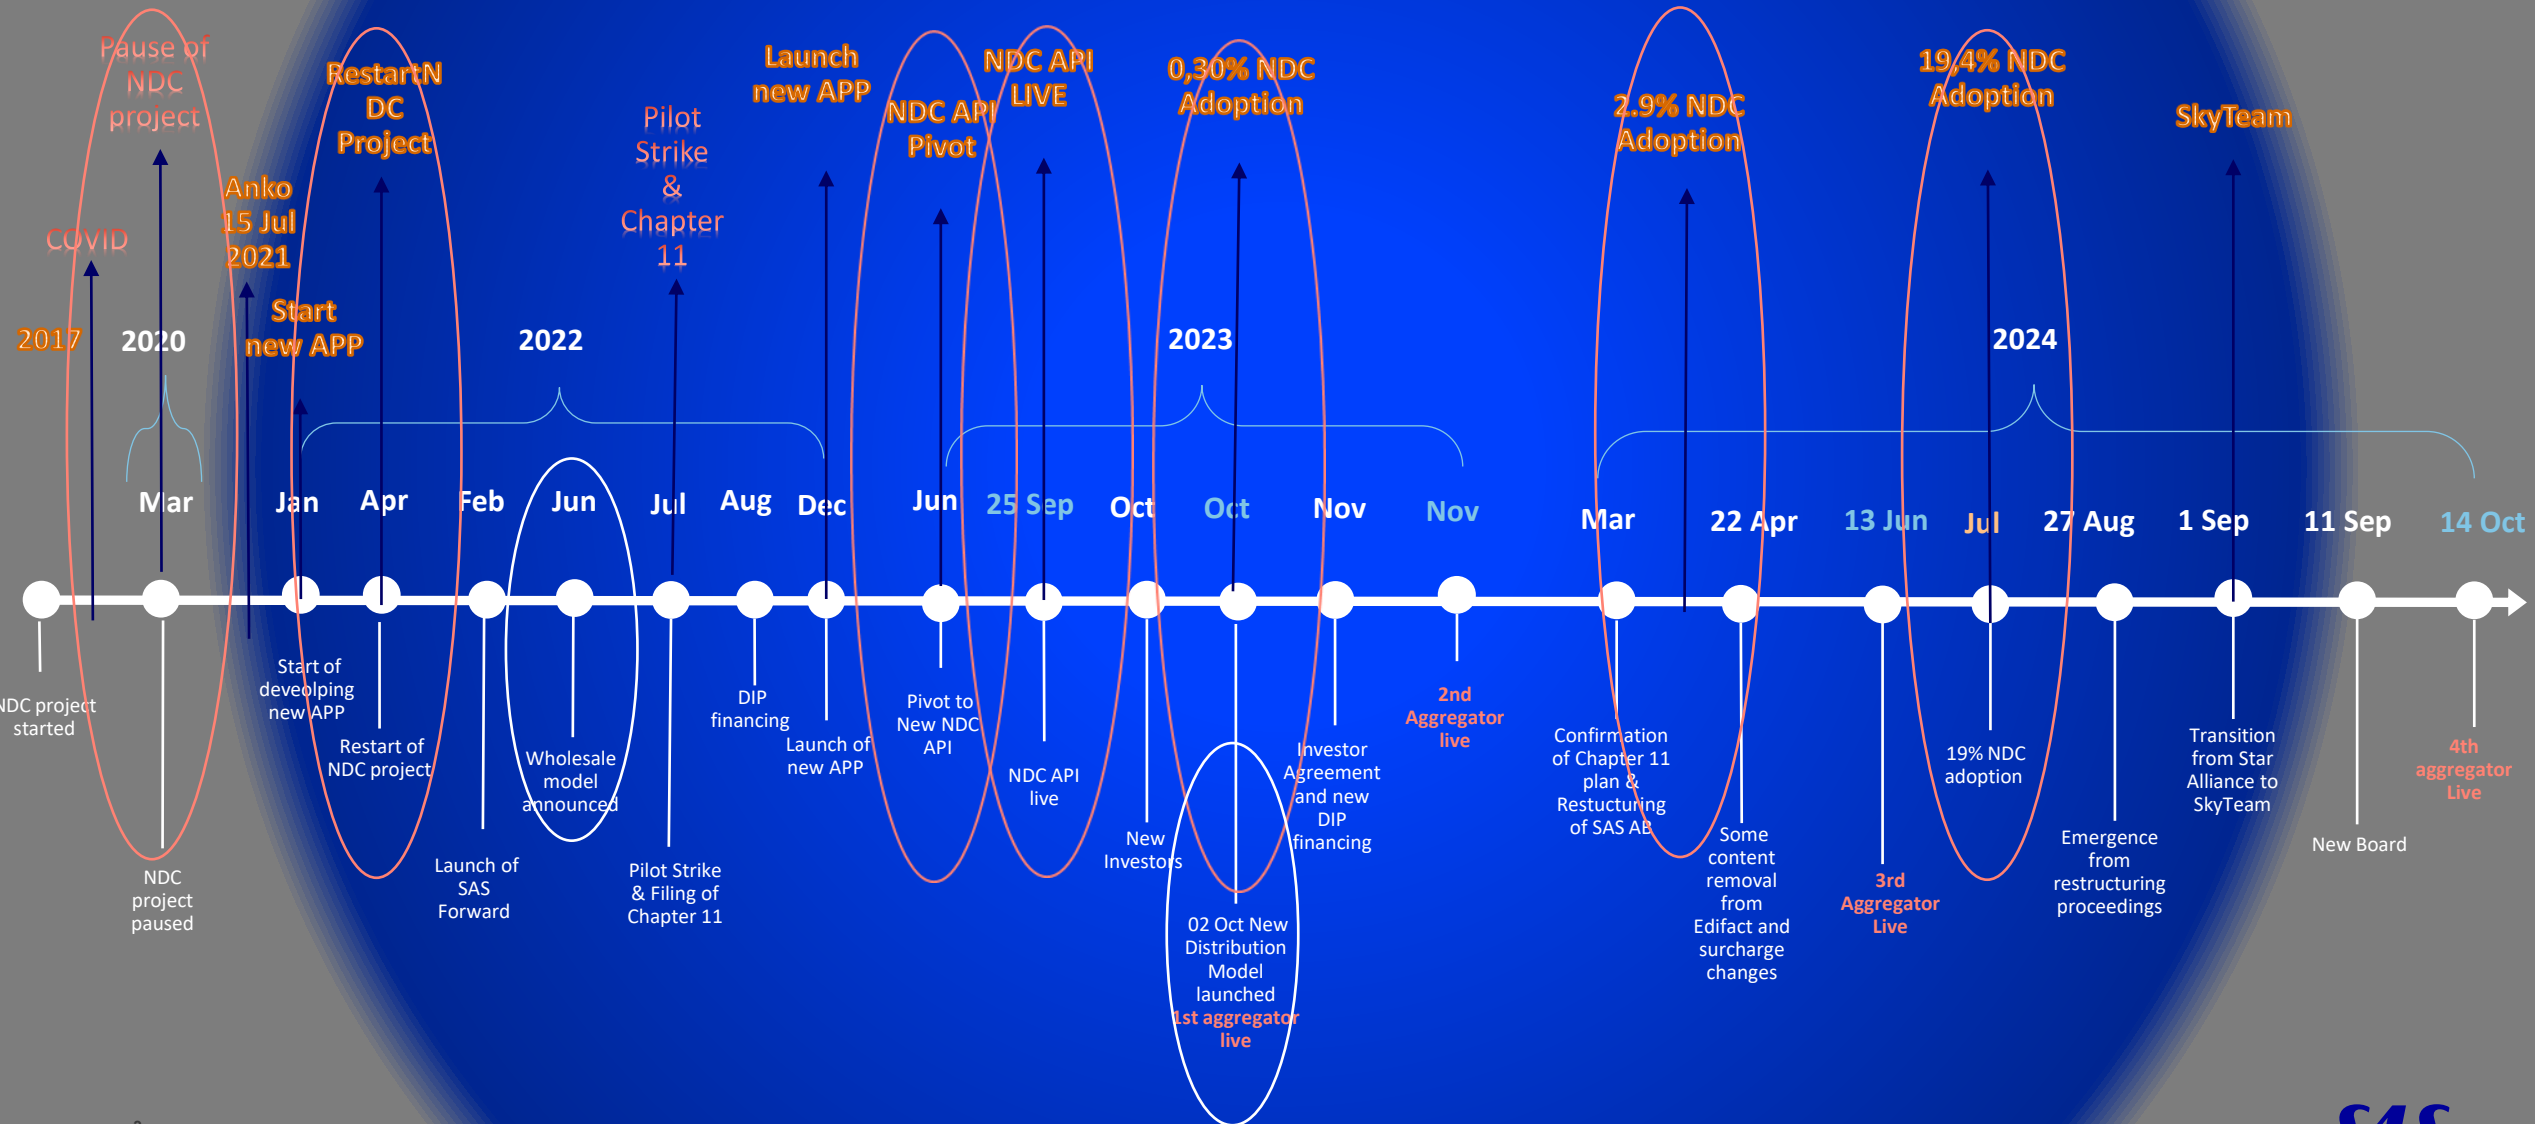 Pause of
NDC
project
COVID
Anko
15 Jul
2021
Start
new APP
RestartN
DC
Project
Pilot
Strike
&
Chapter
11
Launch
new APP
NDC API
Pivot
NDC API
LIVE
0,30% NDC
Adoption
2.9% NDC
Adoption
19,4% NDC
Adoption
SkyTeam
2017
2020
2022
2023
2024
Mar
Jan
Apr
Feb
Jun
Jul
Aug
Dec
Jun
25 Sep
Oct
Oct
Nov
Nov
Mar
22 Apr
13 Jun
Jul
27 Aug
1 Sep
11 Sep
14 Oct
NDC project
started
NDC
project
paused
Start of
deveolping
new APP
Restart of
NDC project
Launch of
SAS
Forward
Wholesale
model
announced
Pilot Strike
& Filing of
Chapter 11
DIP
financing
Launch of
new APP
Pivot to
New NDC
API
NDC API
live
New
Investors
02 Oct New
Distribution
Model
launched
1st aggregator
live
Investor
Agreement
and new
DIP
financing
2nd
Aggregator
live
Confirmation
of Chapter 11
plan &
Restucturing
of SAS AB
Some
content
removal
from
Edifact and
surcharge
changes
3rd
Aggregator
Live
19% NDC
adoption
Emergence
from
restructuring
proceedings
Transition
from Star
Alliance to
SkyTeam
New Board
4th
aggregator
Live
SAS